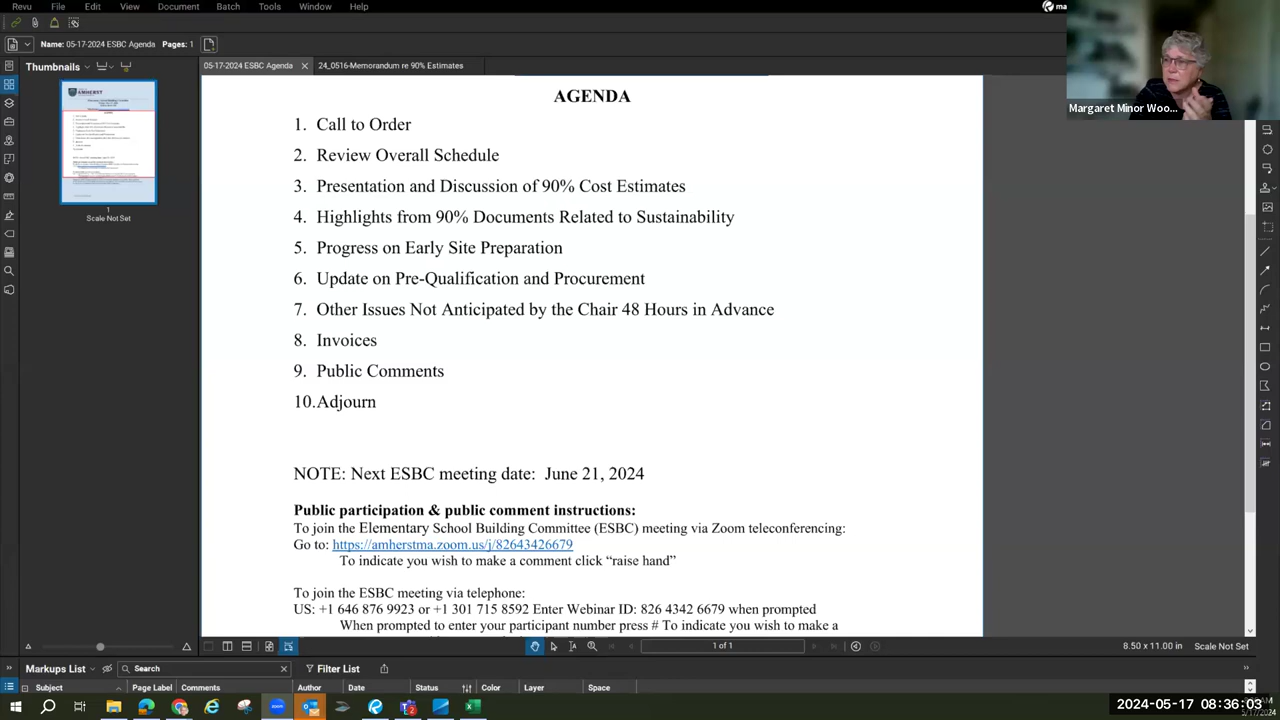 Revu File Edit View Document Batch Tools Window Help
Name: 05-17-2024 ESBC Agenda Pages: 1
Thumbnails
05-17-2024 ESBC Agenda
24_0516-Memorandum re 90% Estimates
Margaret Minor Woo...
AMHERST
1
Scale Not Set
AGENDA
1. Call to Order
2. Review Overall Schedule
3. Presentation and Discussion of 90% Cost Estimates
4. Highlights from 90% Documents Related to Sustainability
5. Progress on Early Site Preparation
6. Update on Pre-Qualification and Procurement
7. Other Issues Not Anticipated by the Chair 48 Hours in Advance
8. Invoices
9. Public Comments
10.Adjourn
NOTE: Next ESBC meeting date: June 21, 2024
Public participation & public comment instructions:
To join the Elementary School Building Committee (ESBC) meeting via Zoom teleconferencing:
Go to: https://amherstma.zoom.us/j/82643426679
To indicate you wish to make a comment click “raise hand”
To join the ESBC meeting via telephone:
US: +1 646 876 9923 or +1 301 715 8592 Enter Webinar ID: 826 4342 6679 when prompted
When prompted to enter your participant number press # To indicate you wish to make a
1 of 1
8.50 x 11.00 in Scale Not Set
Markups List Search Filter List
Subject Page Label Comments Author Date Status Color Layer Space
2024-05-17 08:36:03